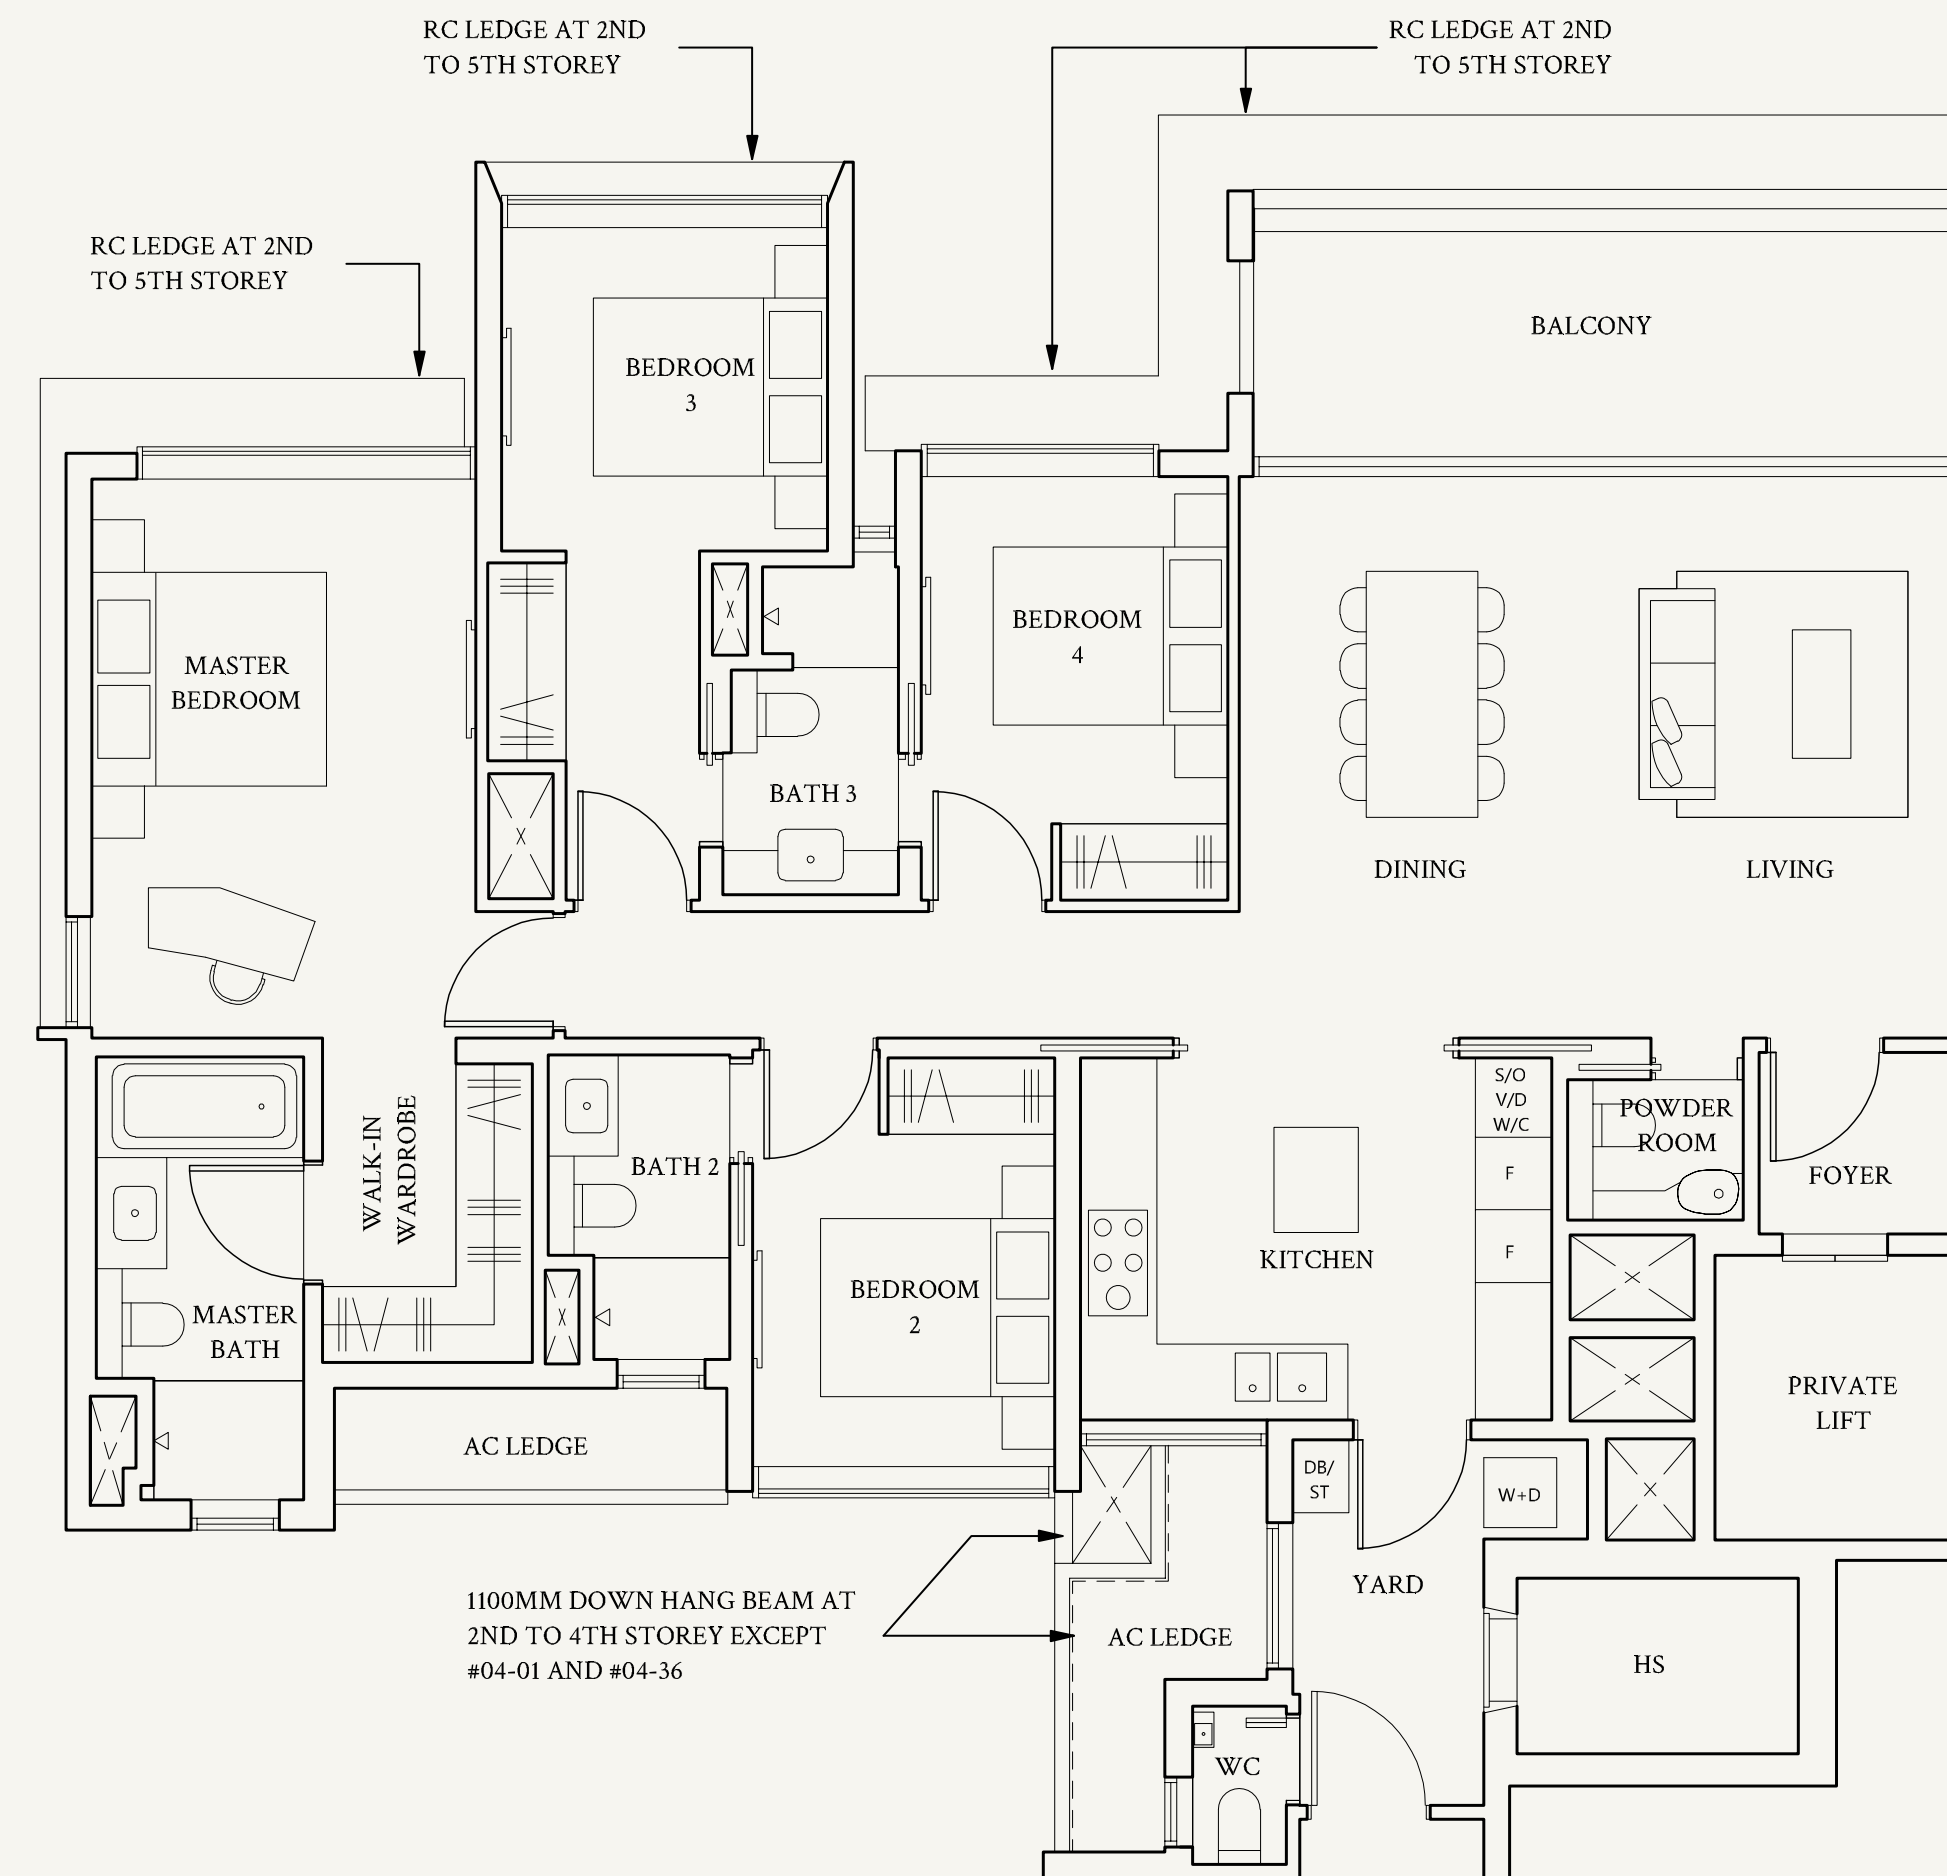 RC LEDGE AT 2ND
TO 5TH STOREY
RC LEDGE AT 2ND
TO 5TH STOREY
RC LEDGE AT 2ND
TO 5TH STOREY
BALCONY
BEDROOM
3
BEDROOM
4
MASTER
BEDROOM
BATH 3
DINING
LIVING
S/O
V/D
W/C
POWDER
ROOM
WALK-IN
WARDROBE
BATH 2
F
FOYER
F
KITCHEN
BEDROOM
2
MASTER
BATH
PRIVATE
LIFT
AC LEDGE
DB/
ST
W+D
YARD
1100MM DOWN HANG BEAM AT
2ND TO 4TH STOREY EXCEPT
#04-01 AND #04-36
AC LEDGE
HS
WC